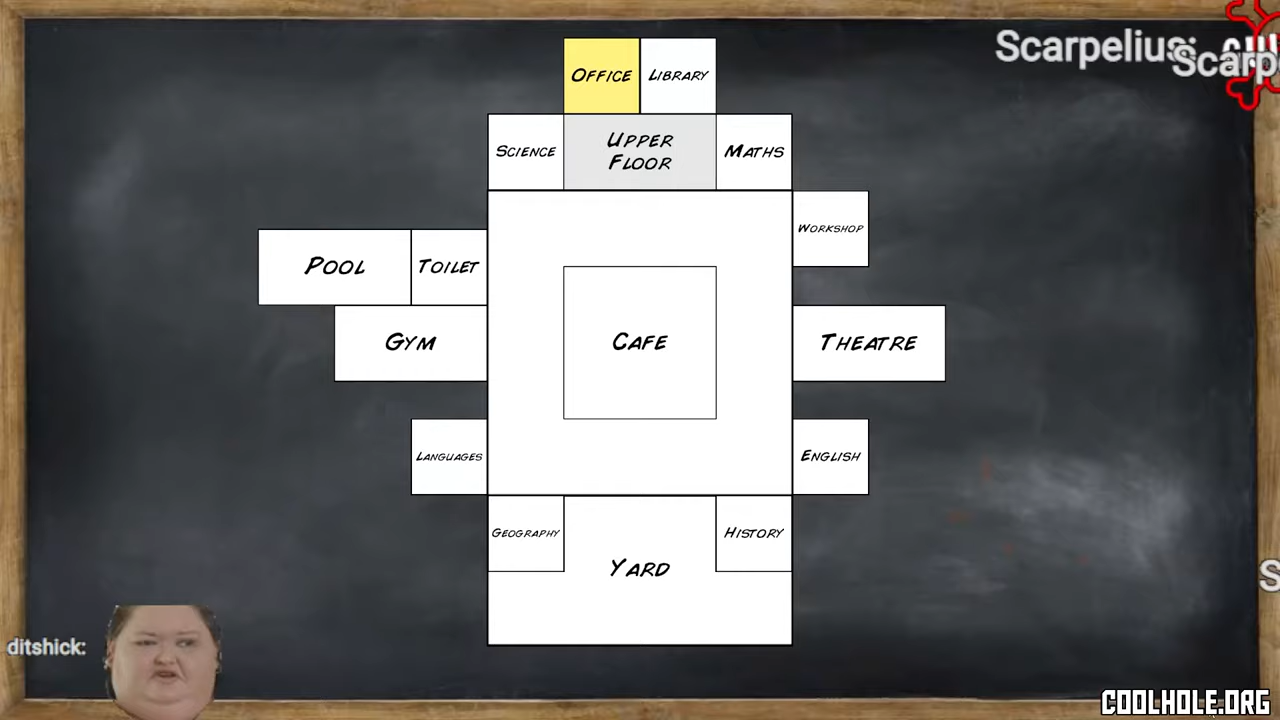 Scarpelius:
OFFICE
LIBRARY
SCIENCE
UPPER
FLOOR
MATHS
WORKSHOP
POOL
TOILET
GYM
CAFE
THEATRE
LANGUAGES
ENGLISH
GEOGRAPHY
HISTORY
YARD
ditshick:
COOLHOLE.ORG